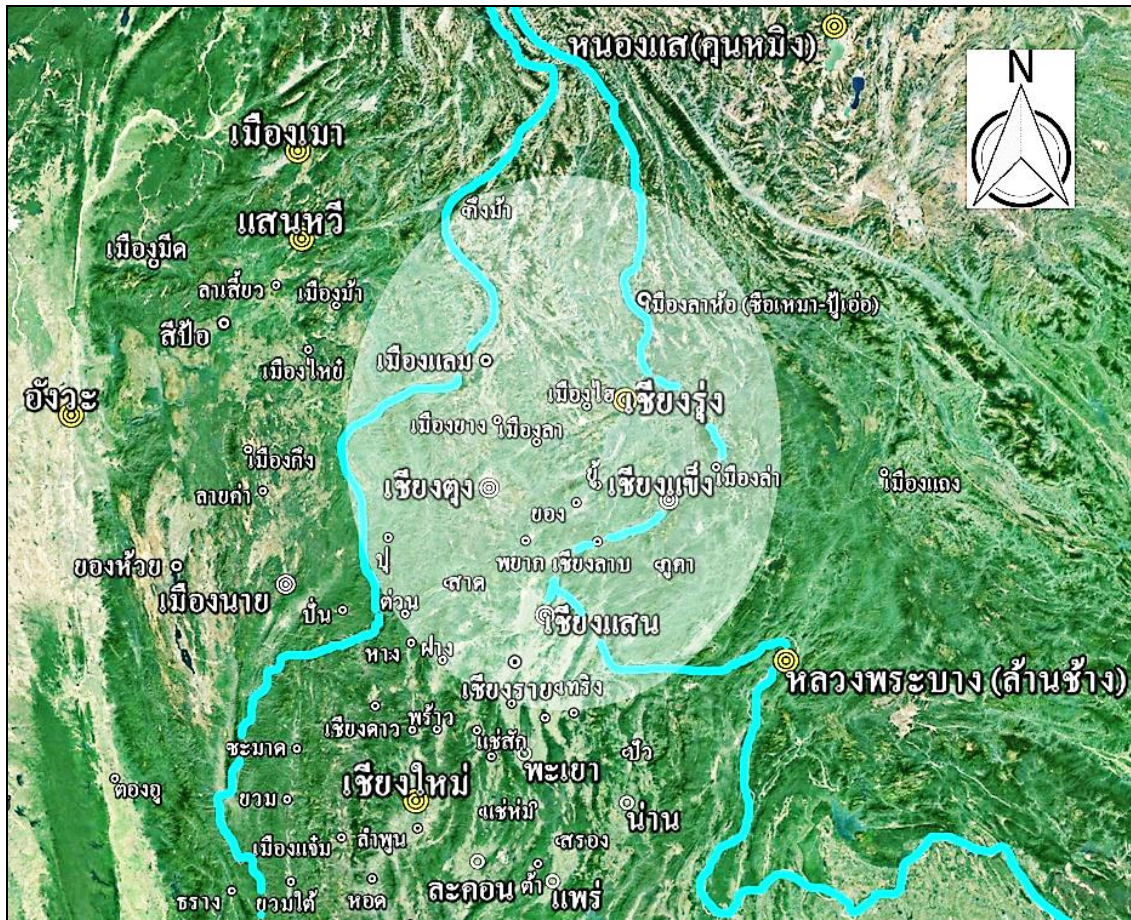 หนองแส(คุนหมิง)
N
เมืองเมา
กึงม้า
แสนหวี
เมืองมีด
ลาเสี้ยว
เมืองม้า
เมืองลาห้อ (ซือเหมา-ปู้เอ่อ)
สีป้อ
เมืองไหย๋
เมืองแลม
อังวะ
เมืองไฮ
เชียงรุ่ง
เมืองขาง
เมืองลา
เมืองกึง
ลายค่า
เชียงตุง
ยู้
เชียงแข็ง
เมืองล่า
เมืองแถง
ยอง
ปุ
พยาค
เชียงลาบ
ภูคา
ยองห้วย
เมืองนาย
สาด
ปั่น
ต่วน
เชียงแสน
หาง
ฝาง
เชียงราย
เทริง
หลวงพระบาง (ล้านช้าง)
เชียงดาว
พร้าว
แช่สัก
ชะมาด
พะเยา
ปัว
ตองอู
ยวม
เชียงใหม่
แช่ห่ม
น่าน
เมืองแจ๋ม
ลำพูน
สรอง
ธราง
ยวมใต้
หอด
ละคอน
ต้า
แพร่